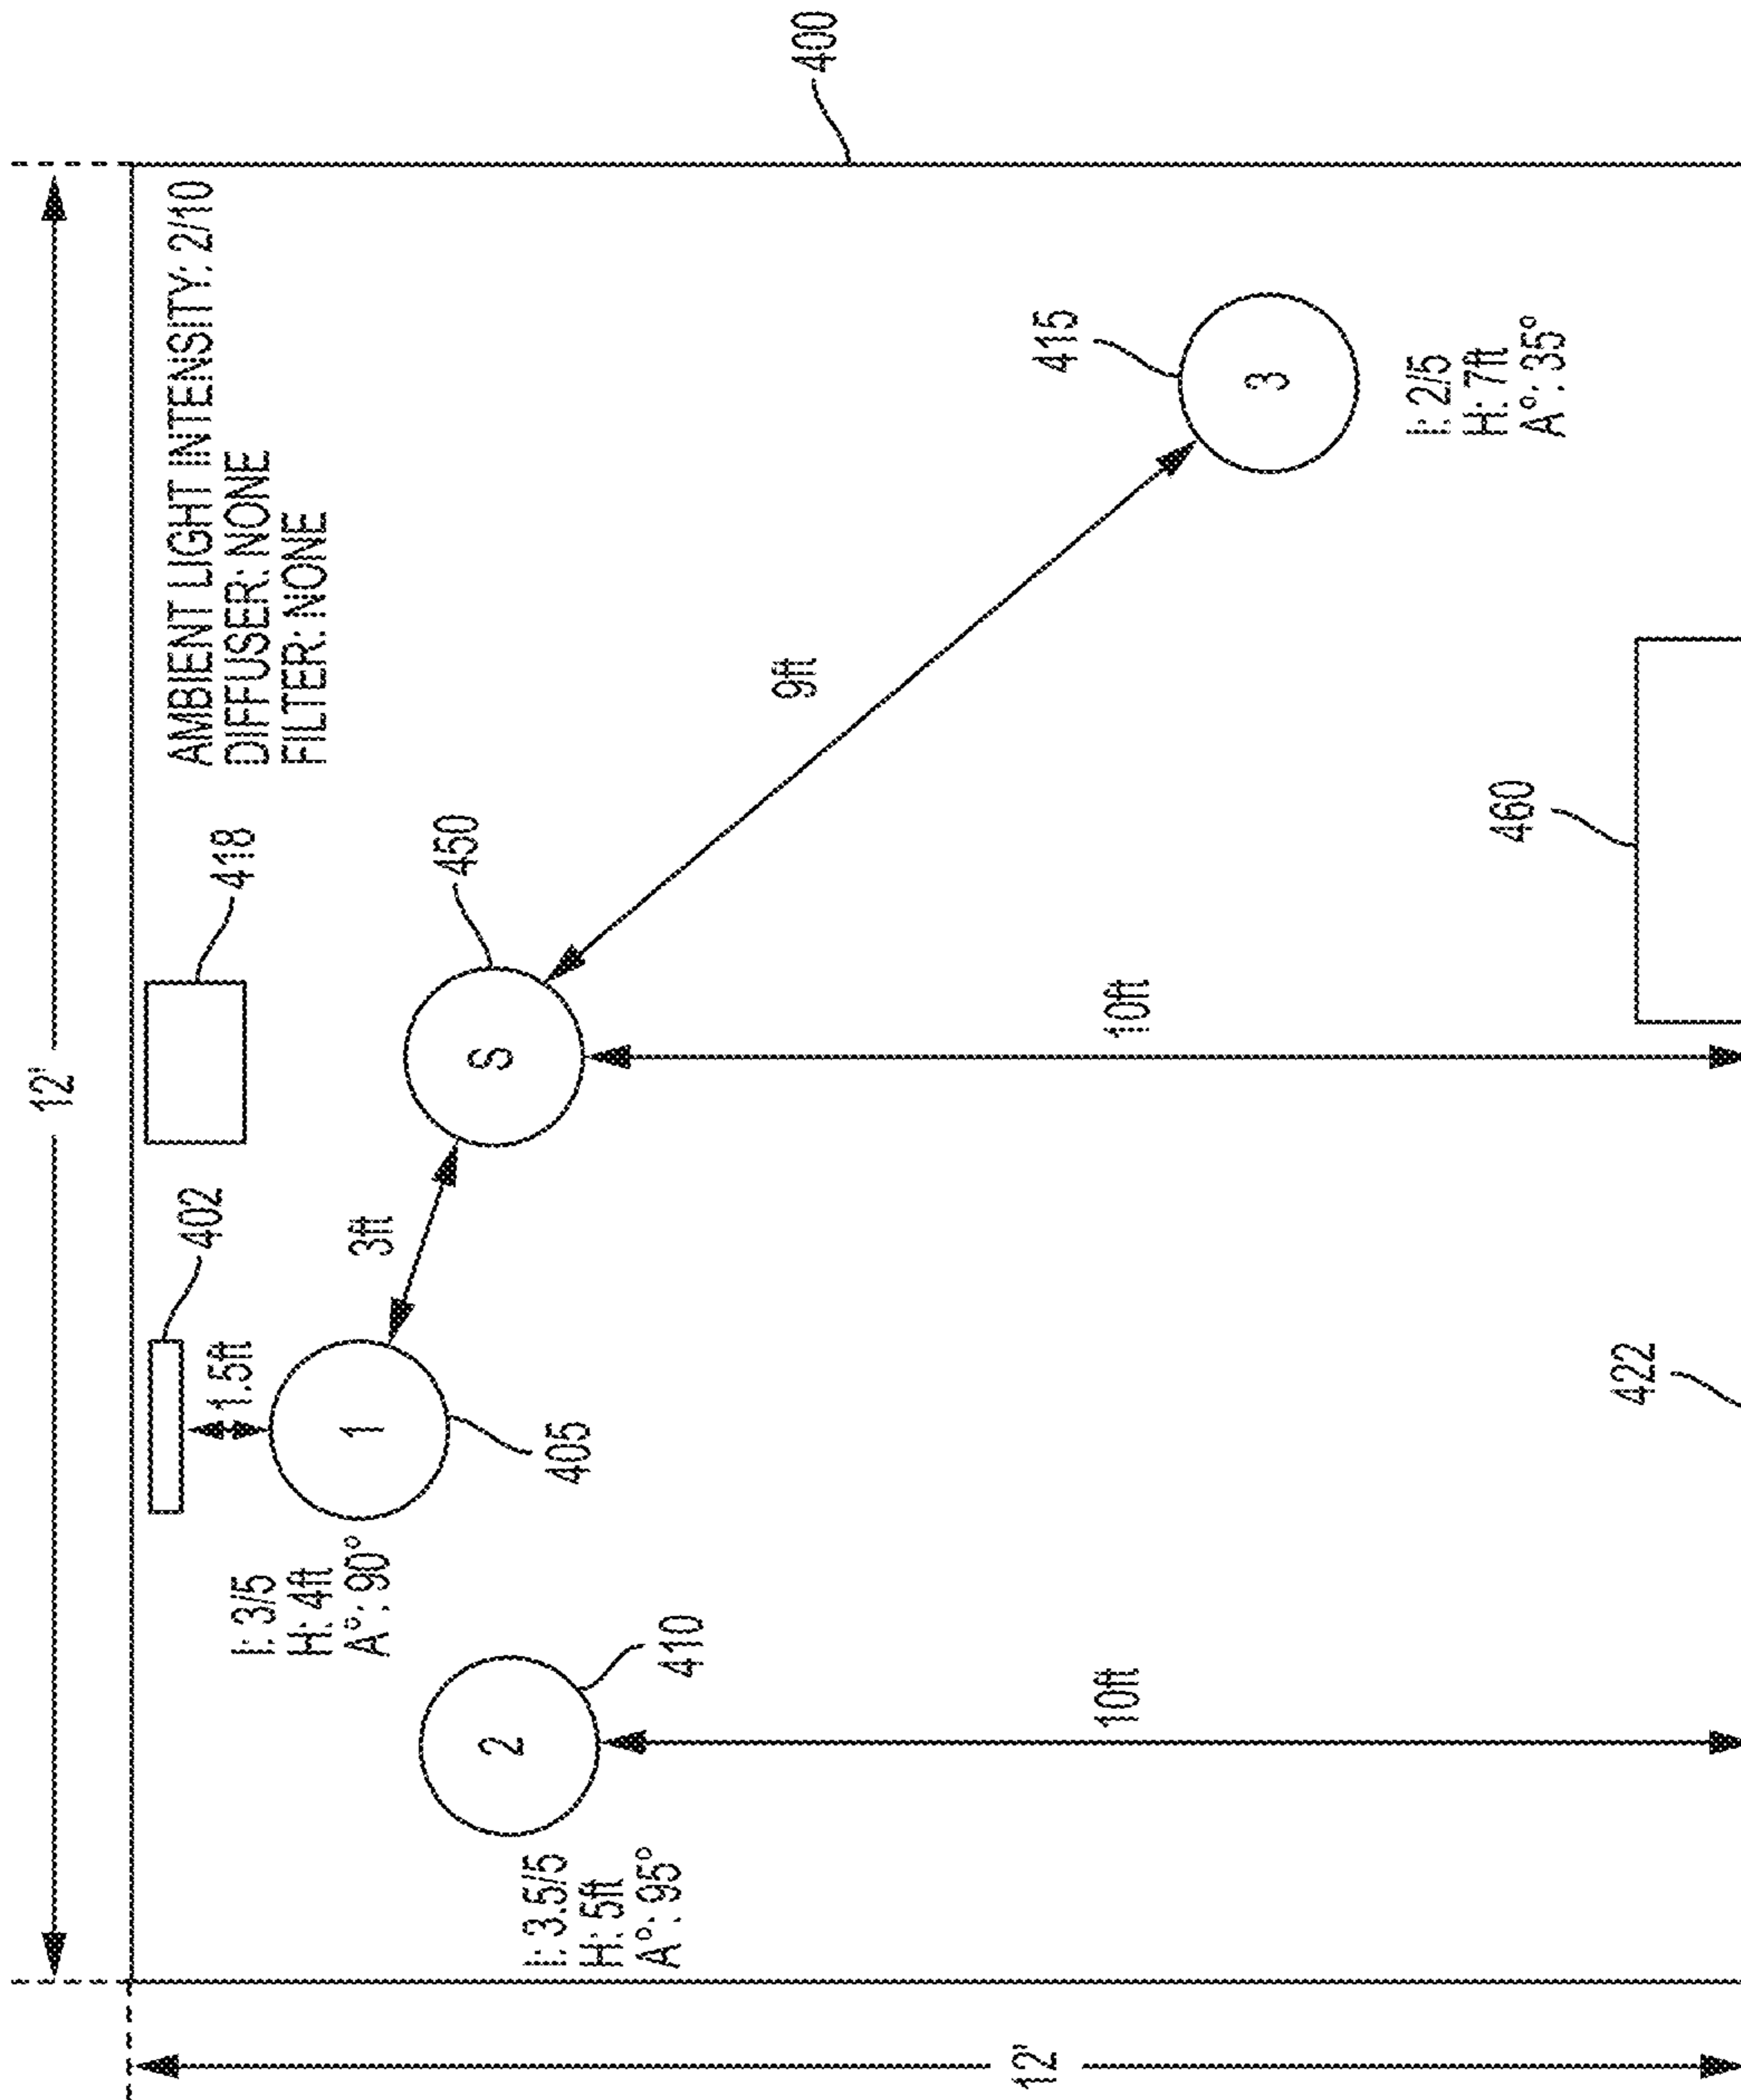 12'
400
AMBIENT LIGHT INTENSITY: 2/10
DIFFUSER: NONE
FILTER: NONE
402
418
1.5ft
I: 3/5
H: 4ft
A°: 90°
1
3ft
450
405
S
2
410
I: 3.5/5
H: 5ft
A°: 95°
9ft
415
3
10ft
10ft
I: 2/5
H: 7ft
A°: 35°
460
422
12'